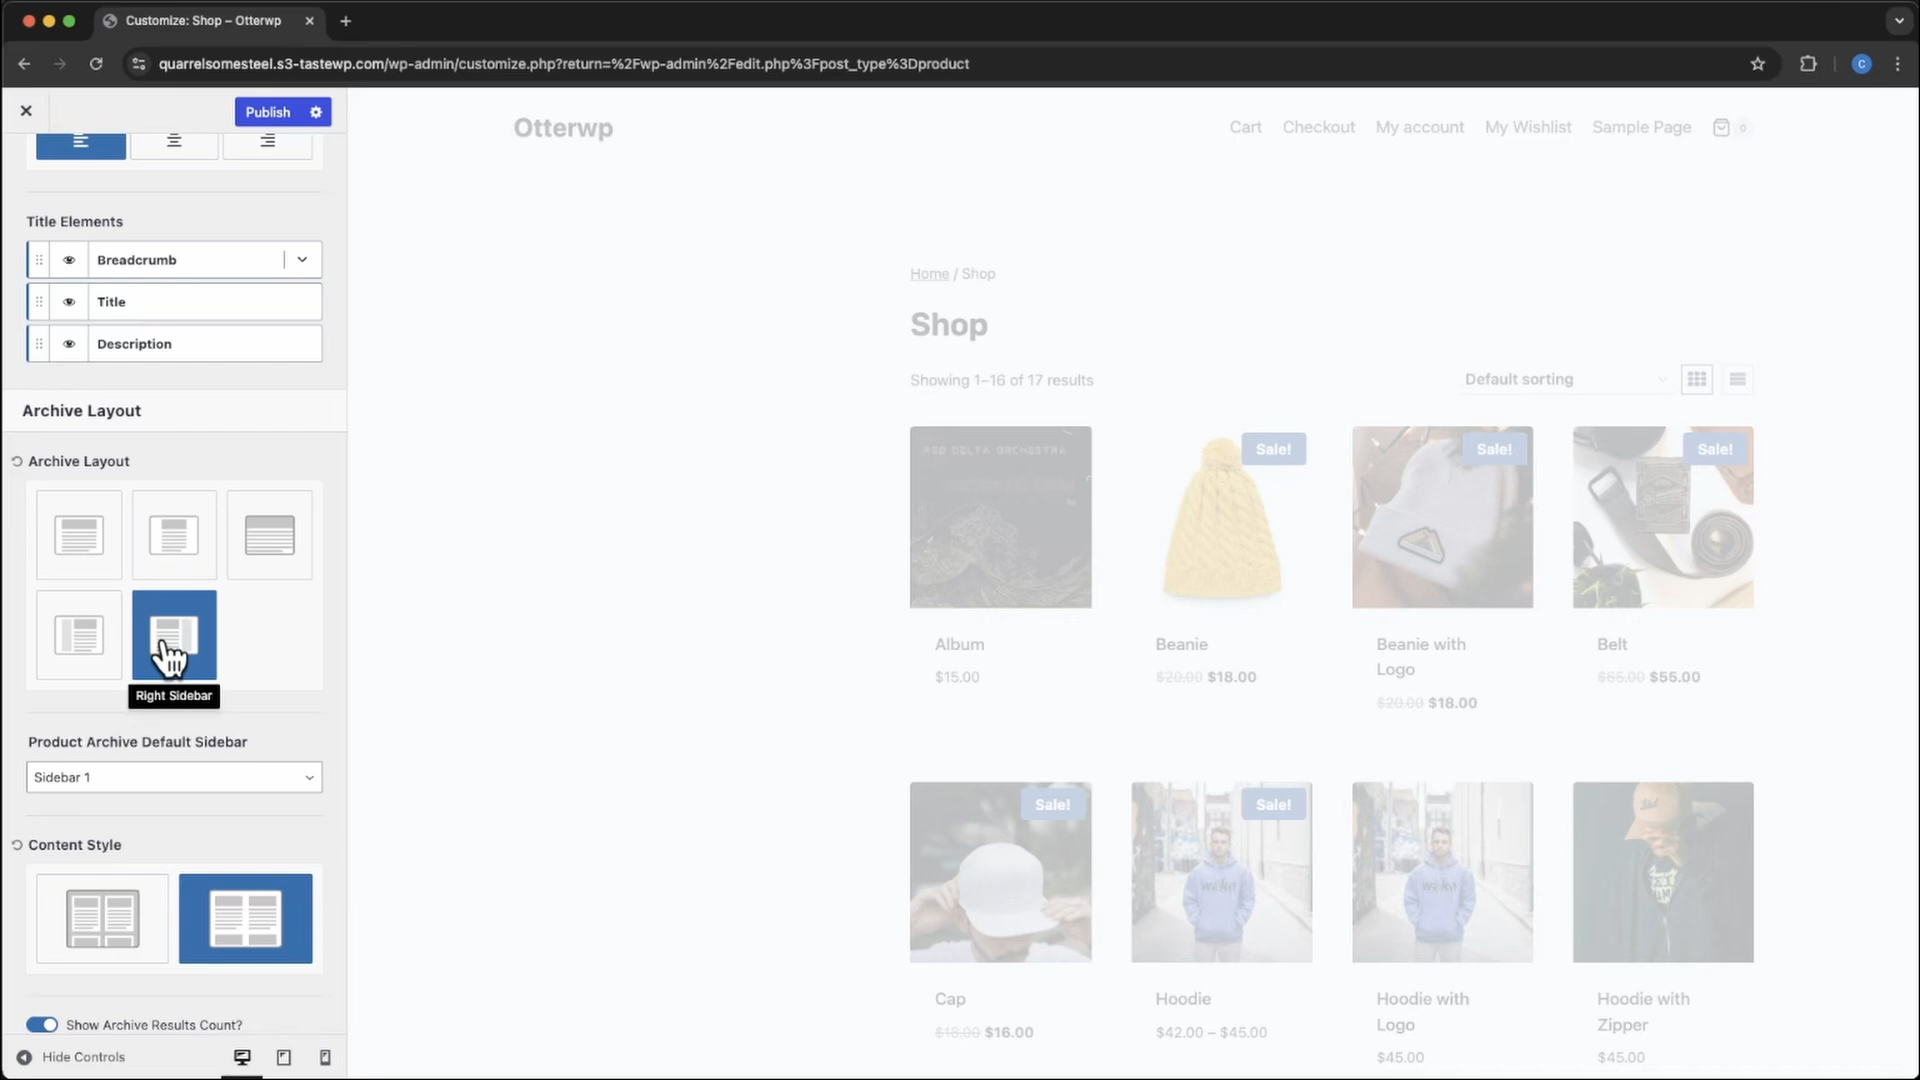 Customize: Shop – Otterwp
quarrelsomesteel.s3-tastewp.com/wp-admin/customize.php?return=%2Fwp-admin%2Fedit.php%3Fpost_type%3Dproduct
C
Publish
Title Elements
Breadcrumb
Title
Description
Archive Layout
Archive Layout
Right Sidebar
Product Archive Default Sidebar
Sidebar 1
Content Style
Show Archive Results Count?
Hide Controls
Otterwp
Cart Checkout My account My Wishlist Sample Page 0
Home / Shop
Shop
Showing 1–16 of 17 results
Default sorting
RED DELTA ORCHESTRA
Sale!
Sale!
Sale!
Album
$15.00
Beanie
$20.00 $18.00
Beanie with
Logo
$20.00 $18.00
Belt
$65.00 $55.00
Sale!
Sale!
Cap
$18.00 $16.00
Hoodie
$42.00 – $45.00
Hoodie with
Logo
$45.00
Hoodie with
Zipper
$45.00